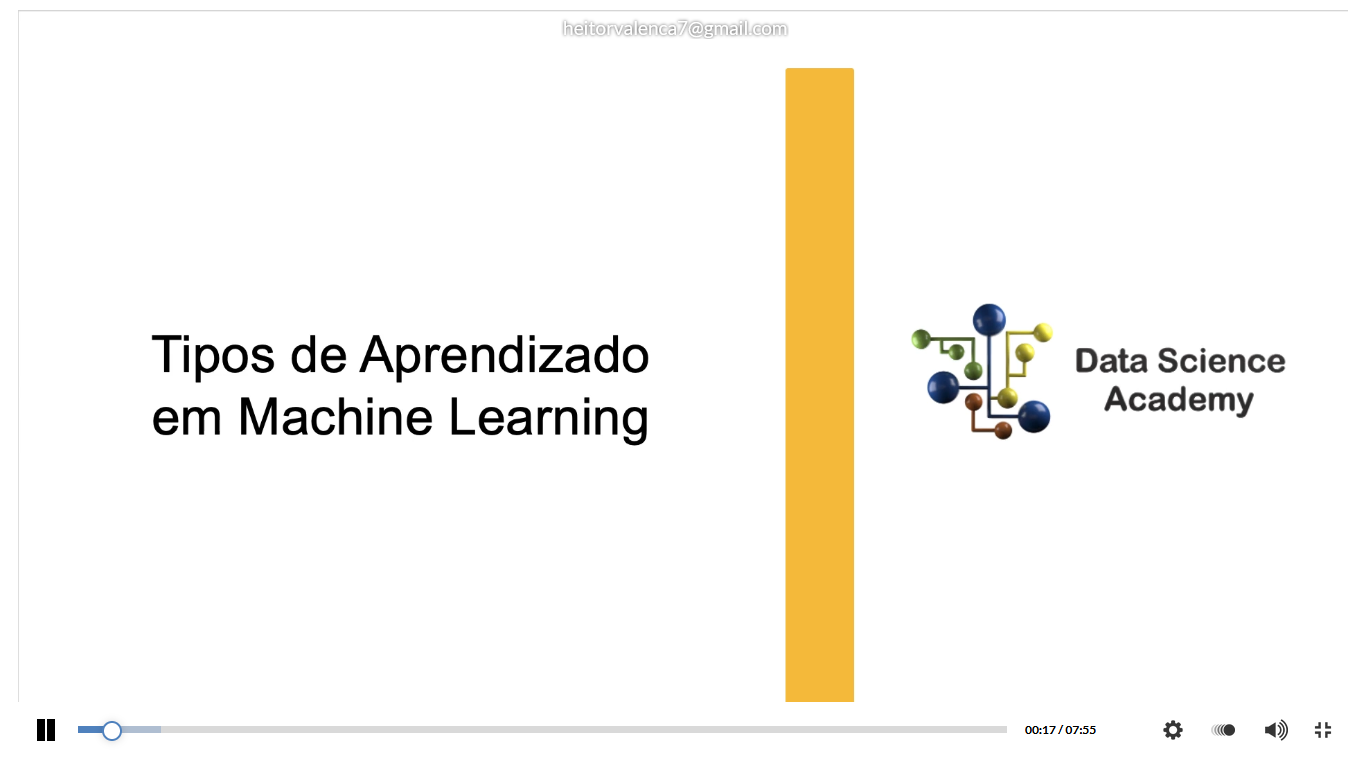 heitorvalenca7@gmail.com
Tipos de Aprendizado
em Machine Learning
Data Science
Academy
00:17 / 07:55